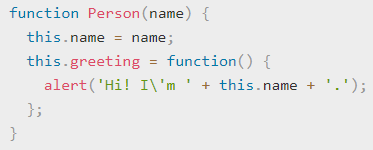 function Person(name) {
  this.name = name;
  this.greeting = function() {
    alert('Hi! I\'m ' + this.name + '.');
  };
}